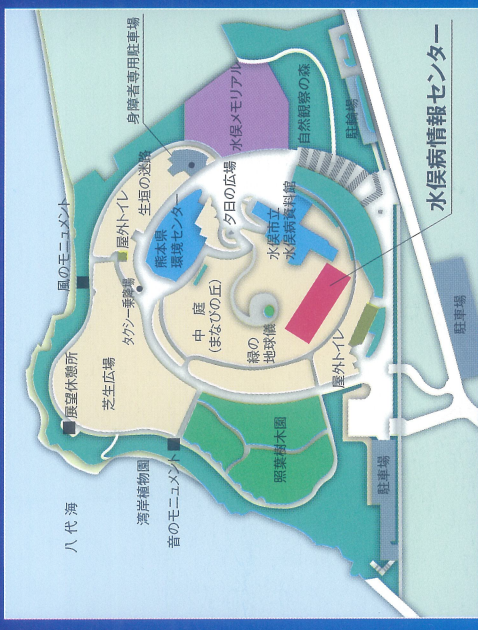 八代海
展望休憩所
風のモニュメント
芝生広場
湾岸植物園
音のモニュメント
屋外トイレ
タクシー乗降場
生垣の迷路
身障者専用駐車場
熊本県
環境センター
水俣メモリアル
夕日の広場
中庭
(まなびの丘)
緑の
地球儀
水俣市立
水俣病資料館
自然観察の森
駐輪場
照葉樹木園
屋外トイレ
駐車場
駐車場
水俣病情報センター